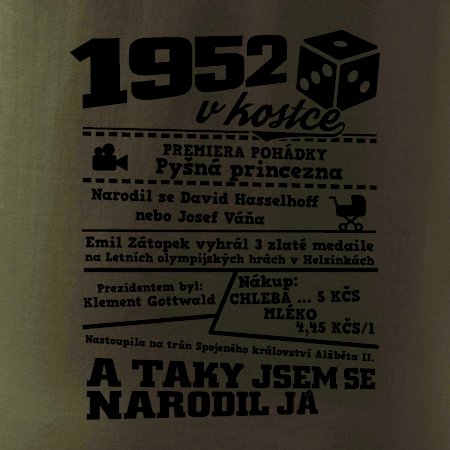 1952
v kostce
PREMIERA POHÁDKY
Pyšná princezna
Narodil se David Hasselhoff
nebo Josef Váňa
Emil Zátopek vyhrál 3 zlaté medaile
na Letních olympijských hrách v Helsinkách
Prezidentem byl:
Klement Gottwald
Nákup:
CHLEBA ... 5 KČS
MLÉKO
4,45 KČS/l
Nastoupila na trůn Spojeného království Alžběta II.
A TAKY JSEM SE
NARODIL JÁ